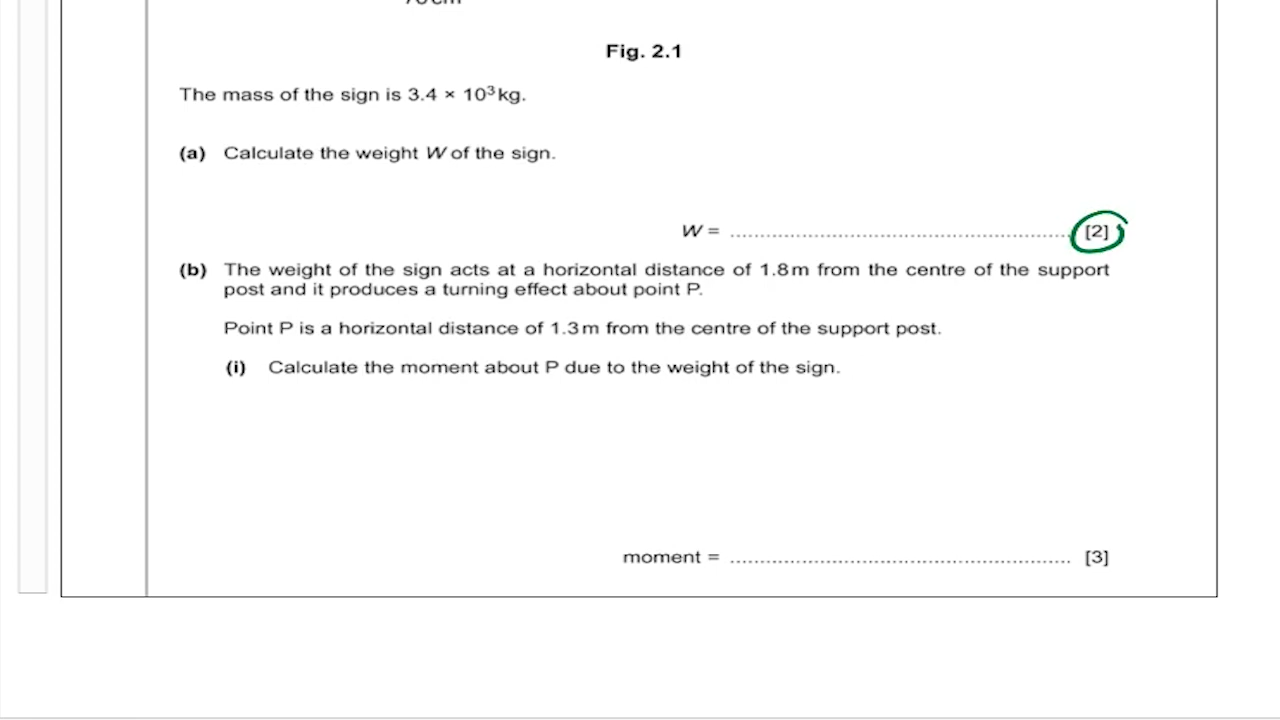 Fig. 2.1
The mass of the sign is 3.4 × 10³ kg.
(a) Calculate the weight W of the sign.
W = ........................................................ [2]
(b) The weight of the sign acts at a horizontal distance of 1.8 m from the centre of the support
post and it produces a turning effect about point P.
Point P is a horizontal distance of 1.3 m from the centre of the support post.
(i) Calculate the moment about P due to the weight of the sign.
moment = ........................................................ [3]